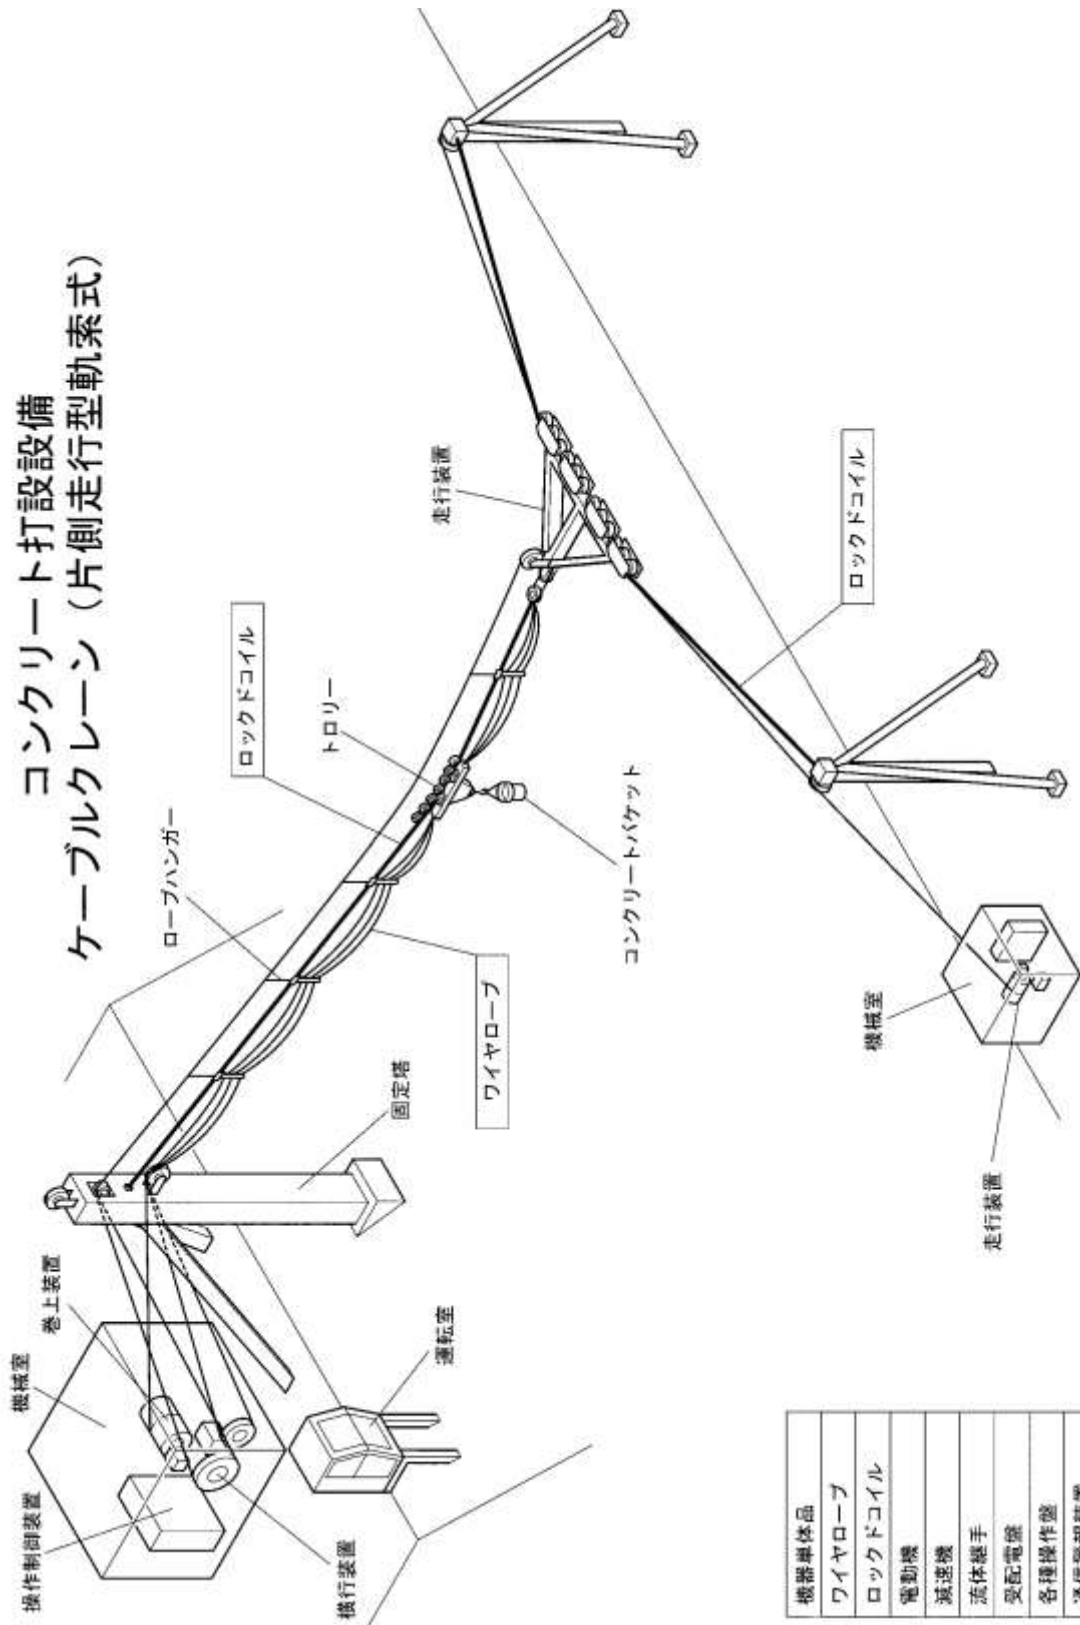 コンクリート打設設備
ケーブルクレーン（片側走行型軌索式）
操作制御装置
機械室
巻上装置
横行装置
運転室
固定塔
ロープハンガー
ワイヤロープ
ロックドコイル
トロリー
コンクリートバケット
走行装置
ロックドコイル
機械室
走行装置
機器単体品
ワイヤロープ
ロックドコイル
電動機
減速機
流体継手
受配電盤
各種操作盤